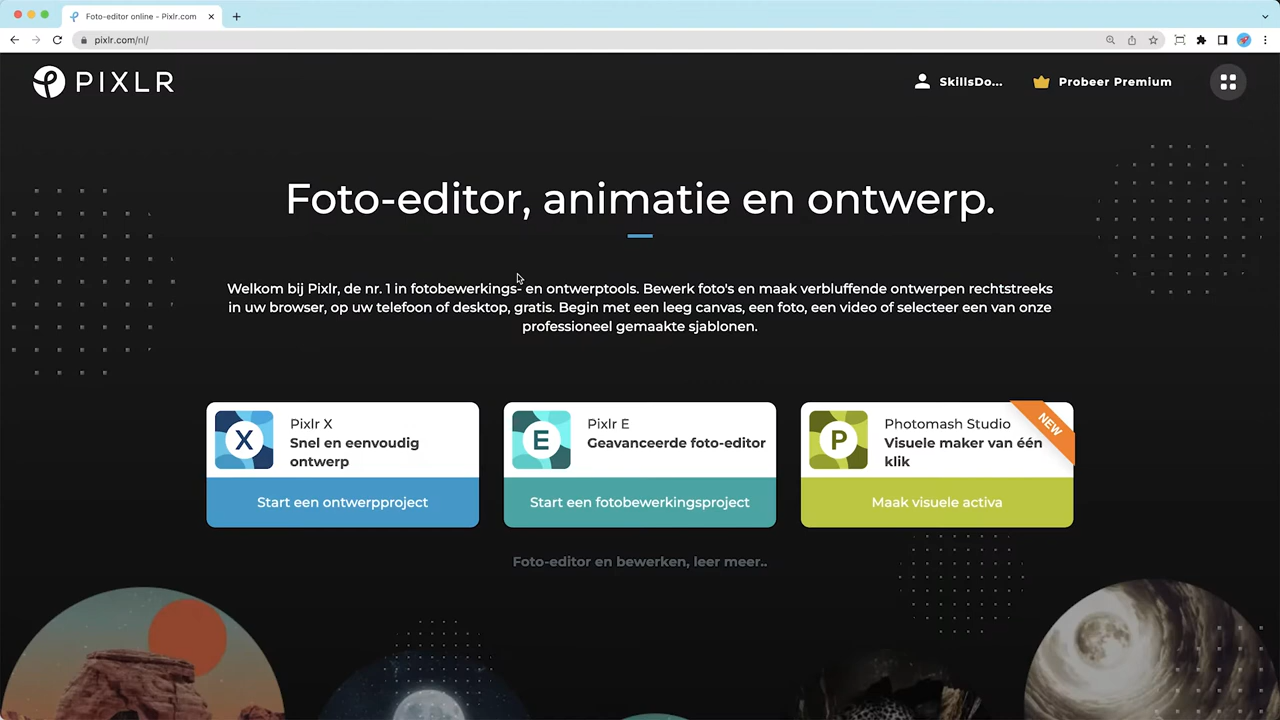 Foto-editor online - Pixlr.com
pixlr.com/nl/
PIXLR
SkillsDo...
Probeer Premium
Foto-editor, animatie en ontwerp.
Welkom bij Pixlr, de nr. 1 in fotobewerkings- en ontwerptools. Bewerk foto's en maak verbluffende ontwerpen rechtstreeks
in uw browser, op uw telefoon of desktop, gratis. Begin met een leeg canvas, een foto, een video of selecteer een van onze
professioneel gemaakte sjablonen.
X
Pixlr X
Snel en eenvoudig
ontwerp
Start een ontwerpproject
E
Pixlr E
Geavanceerde foto-editor
Start een fotobewerkingsproject
P
Photomash Studio
Visuele maker van één
klik
NEW
Maak visuele activa
Foto-editor en bewerken, leer meer..